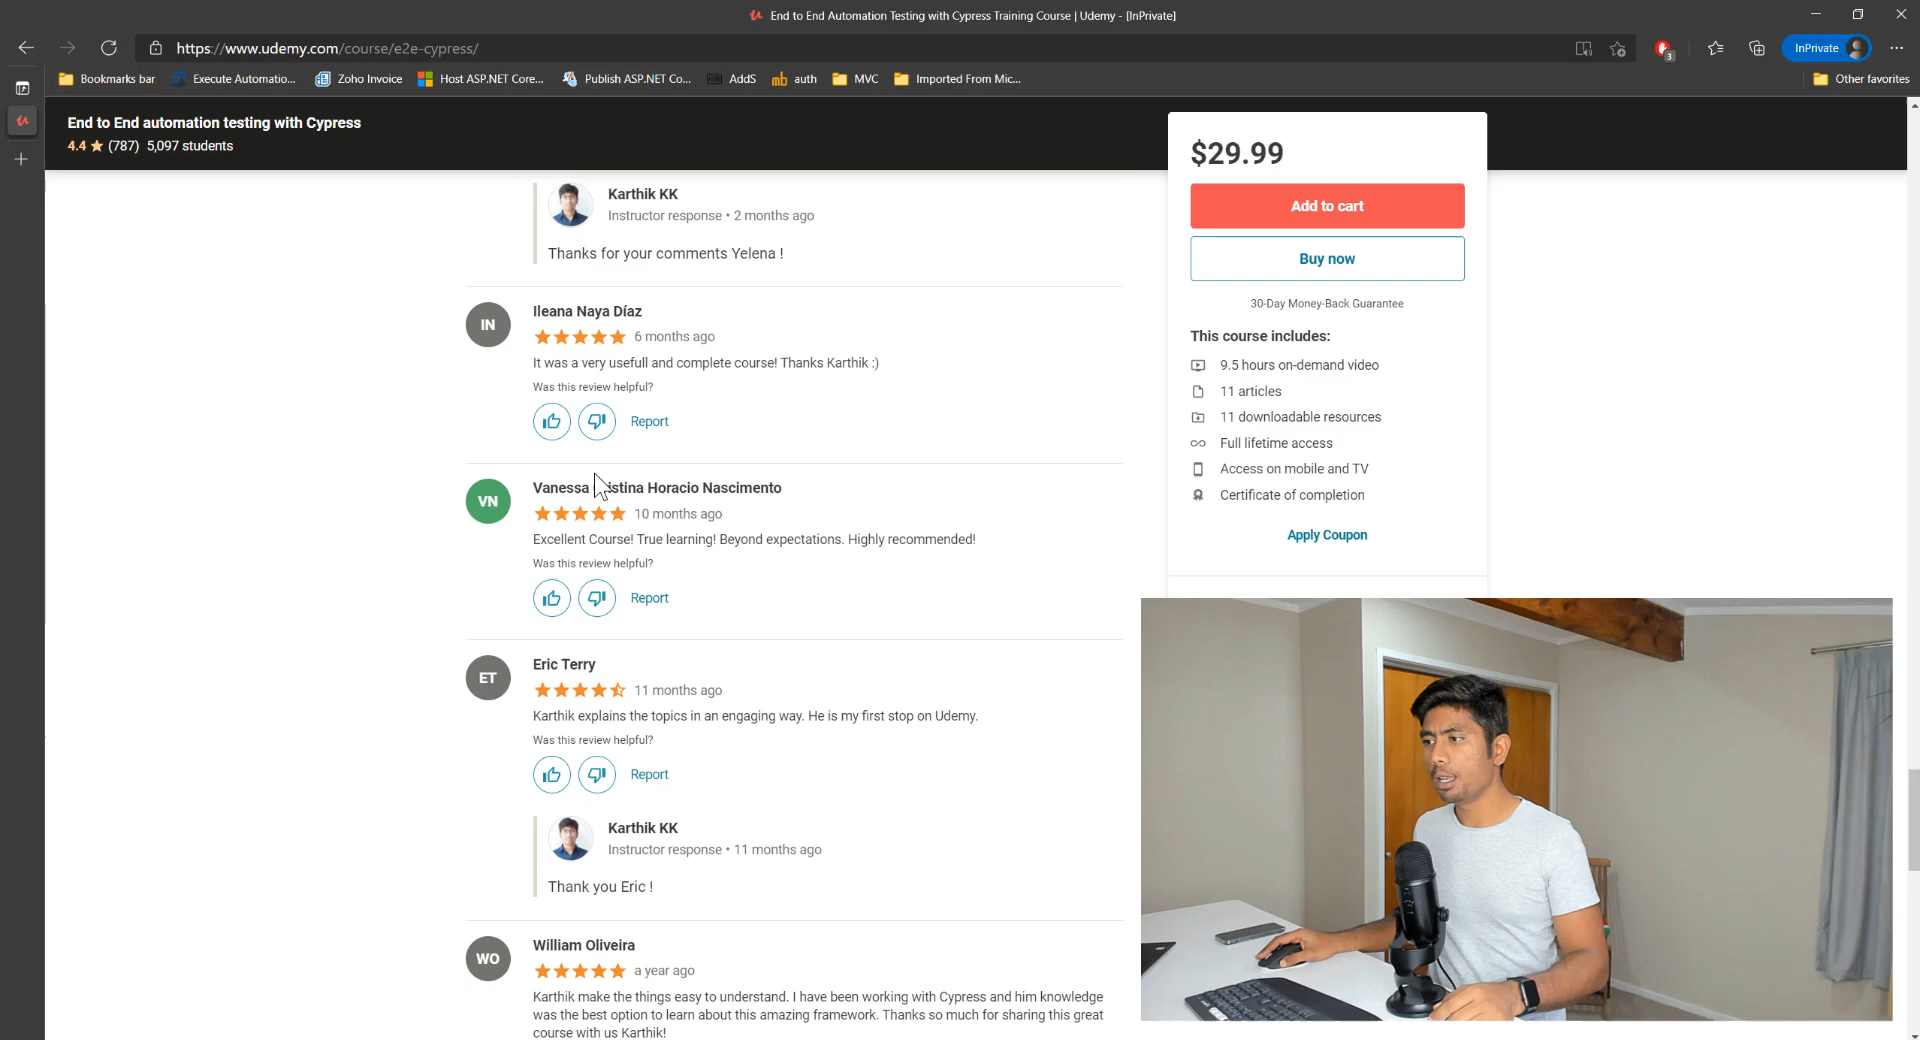 End to End Automation Testing with Cypress Training Course | Udemy - [InPrivate]
https://www.udemy.com/course/e2e-cypress/
3
InPrivate
Bookmarks bar
Execute Automatio...
Zoho Invoice
Host ASP.NET Core...
Publish ASP.NET Co...
AddS
auth
MVC
Imported From Mic...
Other favorites
End to End automation testing with Cypress
4.4 ★ (787) 5,097 students
Karthik KK
Instructor response • 2 months ago
Thanks for your comments Yelena !
IN
Ileana Naya Díaz
6 months ago
It was a very usefull and complete course! Thanks Karthik :)
Was this review helpful?
Report
VN
Vanessa istina Horacio Nascimento
10 months ago
Excellent Course! True learning! Beyond expectations. Highly recommended!
Was this review helpful?
Report
ET
Eric Terry
11 months ago
Karthik explains the topics in an engaging way. He is my first stop on Udemy.
Was this review helpful?
Report
Karthik KK
Instructor response • 11 months ago
Thank you Eric !
WO
William Oliveira
a year ago
Karthik make the things easy to understand. I have been working with Cypress and him knowledge
was the best option to learn about this amazing framework. Thanks so much for sharing this great
course with us Karthik!
$29.99
Add to cart
Buy now
30-Day Money-Back Guarantee
This course includes:
9.5 hours on-demand video
11 articles
11 downloadable resources
Full lifetime access
Access on mobile and TV
Certificate of completion
Apply Coupon